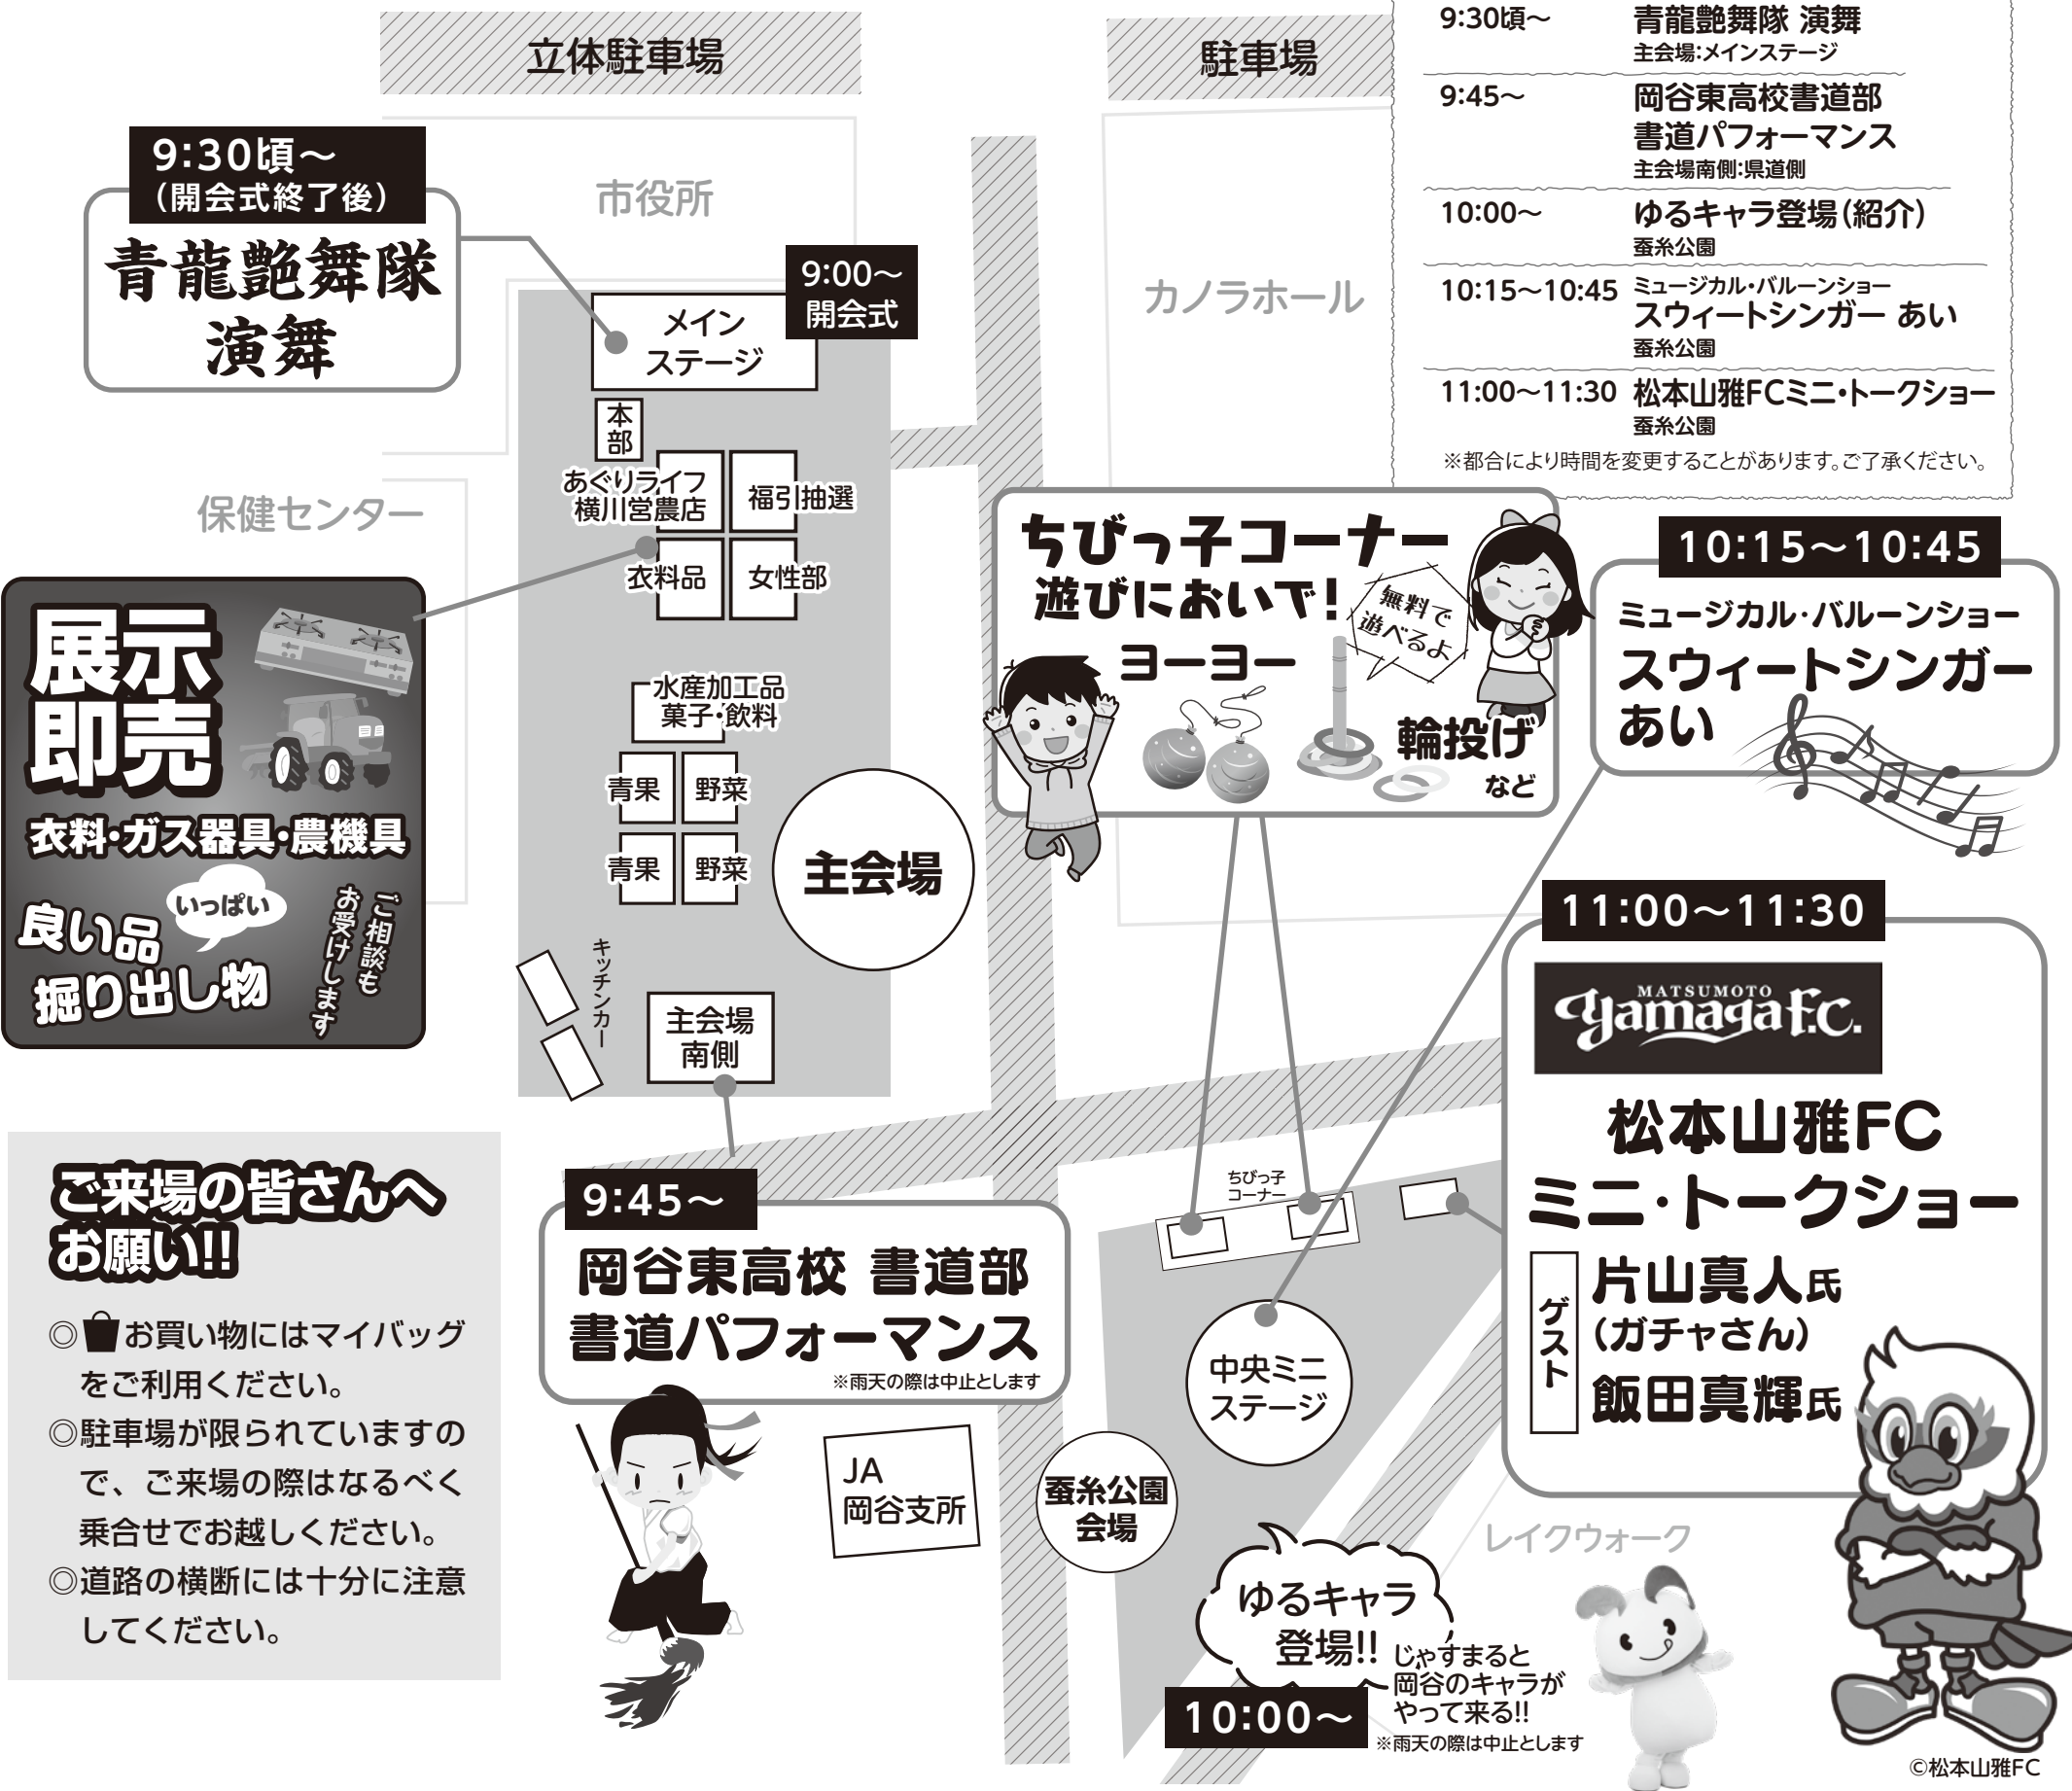 立体駐車場
駐車場
9:30頃～ 青龍艶舞隊 演舞
主会場:メインステージ
9:45～ 岡谷東高校書道部
書道パフォーマンス
主会場南側:県道側
10:00～ ゆるキャラ登場(紹介)
蚕糸公園
10:15～10:45 ミュージカル・バルーンショー
スウィートシンガー あい
蚕糸公園
11:00～11:30 松本山雅FCミニ・トークショー
蚕糸公園
※都合により時間を変更することがあります。ご了承ください。
9:30頃～
(開会式終了後)
青龍艶舞隊
演舞
市役所
9:00～
開会式
メイン
ステージ
カノラホール
本部
あぐりライフ
横川営農店
福引抽選
衣料品
女性部
保健センター
展示
即売
衣料・ガス器具・農機具
良い品
いっぱい
掘り出し物
ご相談も
お受けします
水産加工品
菓子・飲料
青果
野菜
青果
野菜
主会場
キッチンカー
主会場
南側
ちびっ子コーナー
遊びにおいで!
無料で
遊べるよ
ヨーヨー
輪投げ
など
10:15～10:45
ミュージカル・バルーンショー
スウィートシンガー
あい
11:00～11:30
MATSUMOTO
yamaga F.C.
松本山雅FC
ミニ・トークショー
ゲスト
片山真人氏
(ガチャさん)
飯田真輝氏
ご来場の皆さんへ
お願い!!
◎お買い物にはマイバッグ
をご利用ください。
◎駐車場が限られていますの
で、ご来場の際はなるべく
乗合せでお越しください。
◎道路の横断には十分に注意
してください。
9:45～
岡谷東高校 書道部
書道パフォーマンス
※雨天の際は中止とします
JA
岡谷支所
ちびっ子
コーナー
中央ミニ
ステージ
蚕糸公園
会場
レイクウォーク
ゆるキャラ
登場!!
じゃすまると
岡谷のキャラが
やって来る!!
10:00～
※雨天の際は中止とします
©松本山雅FC